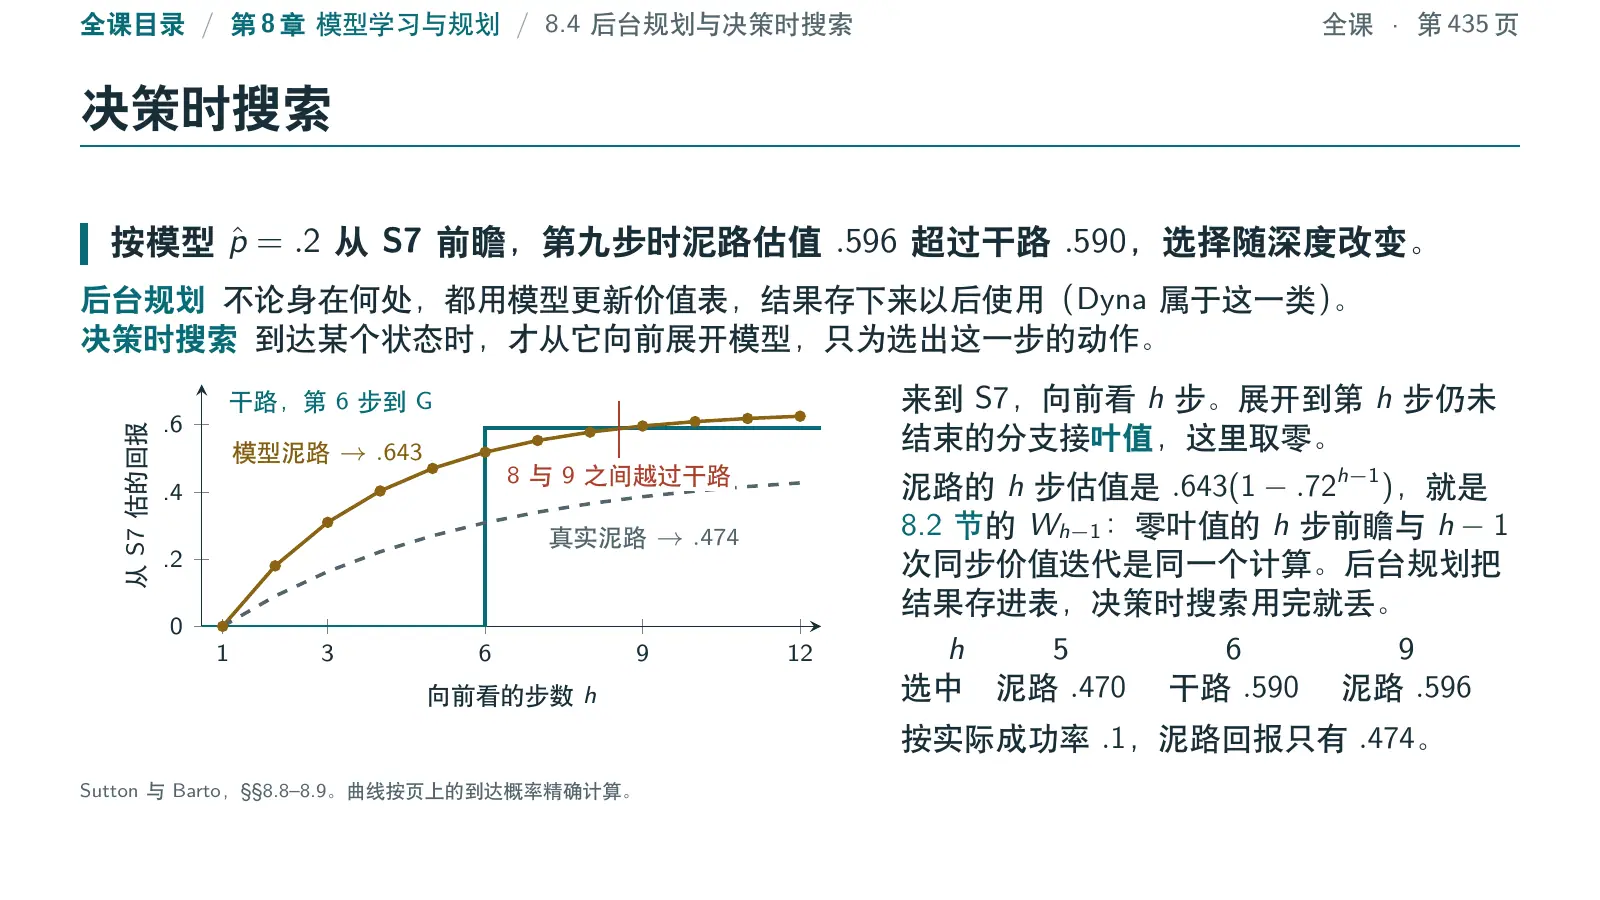 全课目录 / 第 8 章 模型学习与规划 / 8.4 后台规划与决策时搜索
全课 · 第 435 页
决策时搜索
按模型 p̂ = .2 从 S7 前瞻，第九步时泥路估值 .596 超过干路 .590，选择随深度改变。
后台规划 不论身在何处，都用模型更新价值表，结果存下来以后使用（Dyna 属于这一类）。
决策时搜索 到达某个状态时，才从它向前展开模型，只为选出这一步的动作。
从 S7 估的回报
.6
.4
.2
0
干路，第 6 步到 G
模型泥路 → .643
8 与 9 之间越过干路
真实泥路 → .474
1 3 6 9 12
向前看的步数 h
来到 S7，向前看 h 步。展开到第 h 步仍未
结束的分支接叶值，这里取零。
泥路的 h 步估值是 .643(1 − .72^{h−1})，就是
8.2 节的 W_{h−1}：零叶值的 h 步前瞻与 h − 1
次同步价值迭代是同一个计算。后台规划把
结果存进表，决策时搜索用完就丢。
h 5 6 9
选中 泥路 .470 干路 .590 泥路 .596
按实际成功率 .1，泥路回报只有 .474。
Sutton 与 Barto，§§8.8–8.9。曲线按页上的到达概率精确计算。